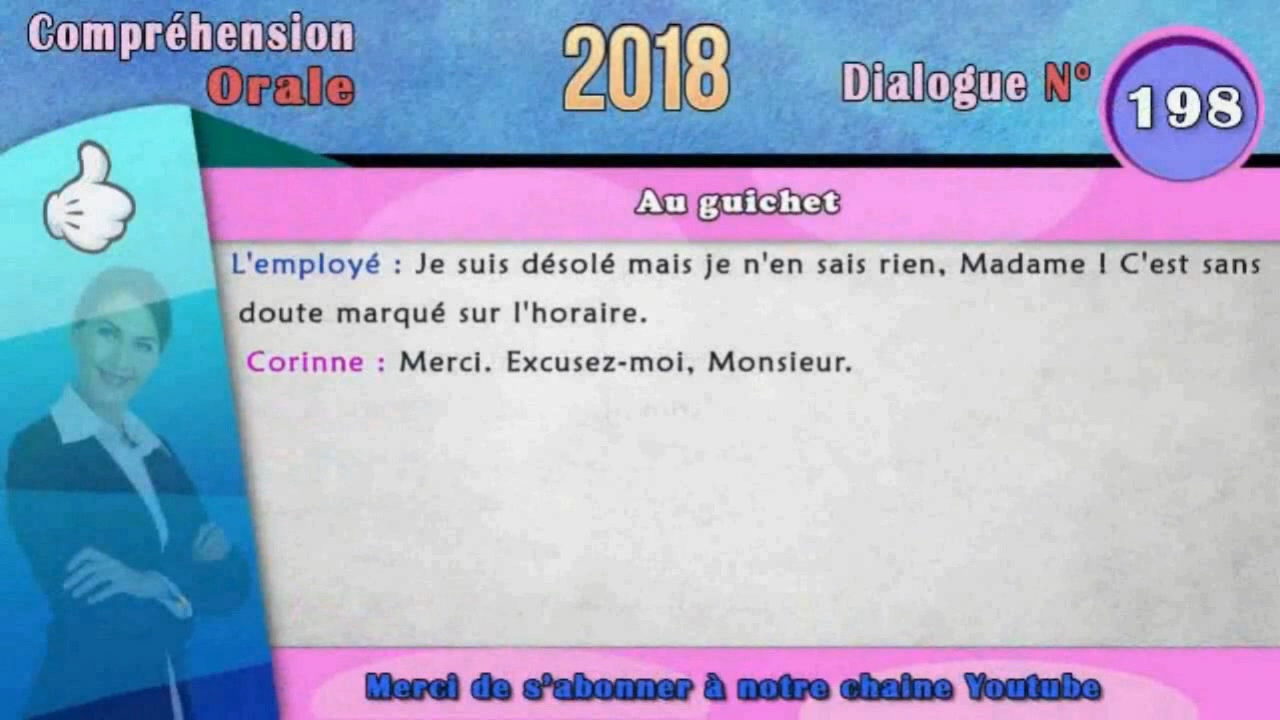 Compréhension
Orale
2018
Dialogue N°
198
Au guichet
L'employé : Je suis désolé mais je n'en sais rien, Madame ! C'est sans
doute marqué sur l'horaire.
Corinne : Merci. Excusez-moi, Monsieur.
Merci de s'abonner à notre chaine Youtube